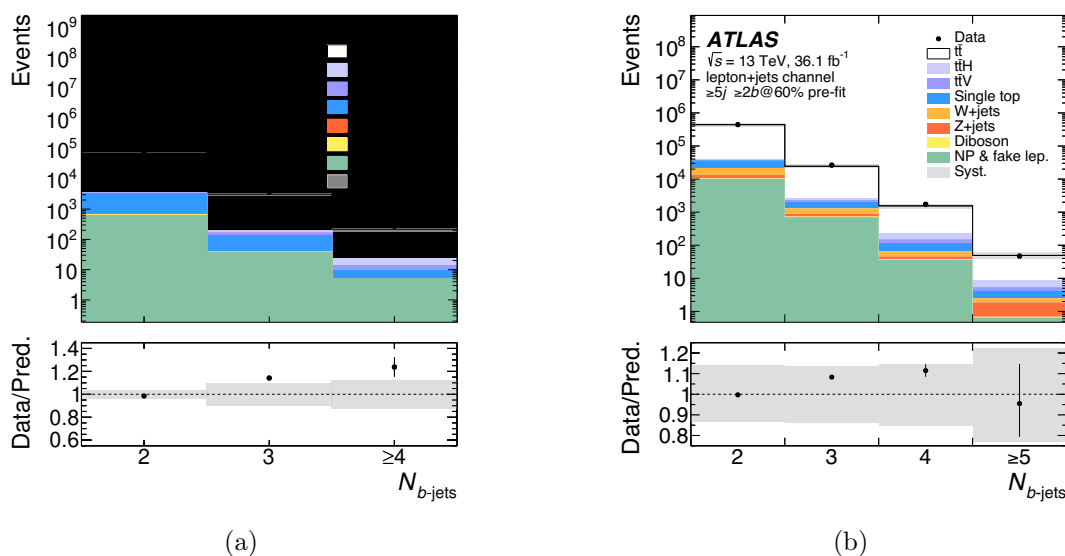 Events
10⁹
10⁸
10⁷
10⁶
10⁵
10⁴
10³
10²
10
1
Data/Pred.
1.4
1.2
1
0.8
0.6
2 3 ≥4
N b-jets
(a)
Events
10⁸
10⁷
10⁶
10⁵
10⁴
10³
10²
10
1
ATLAS
√s = 13 TeV, 36.1 fb⁻¹
lepton+jets channel
≥5j ≥2b@60% pre-fit
Data
tt̄
tt̄H
tt̄V
Single top
W+jets
Z+jets
Diboson
NP & fake lep.
Syst.
Data/Pred.
1.2
1.1
1
0.9
0.8
2 3 4 ≥5
N b-jets
(b)